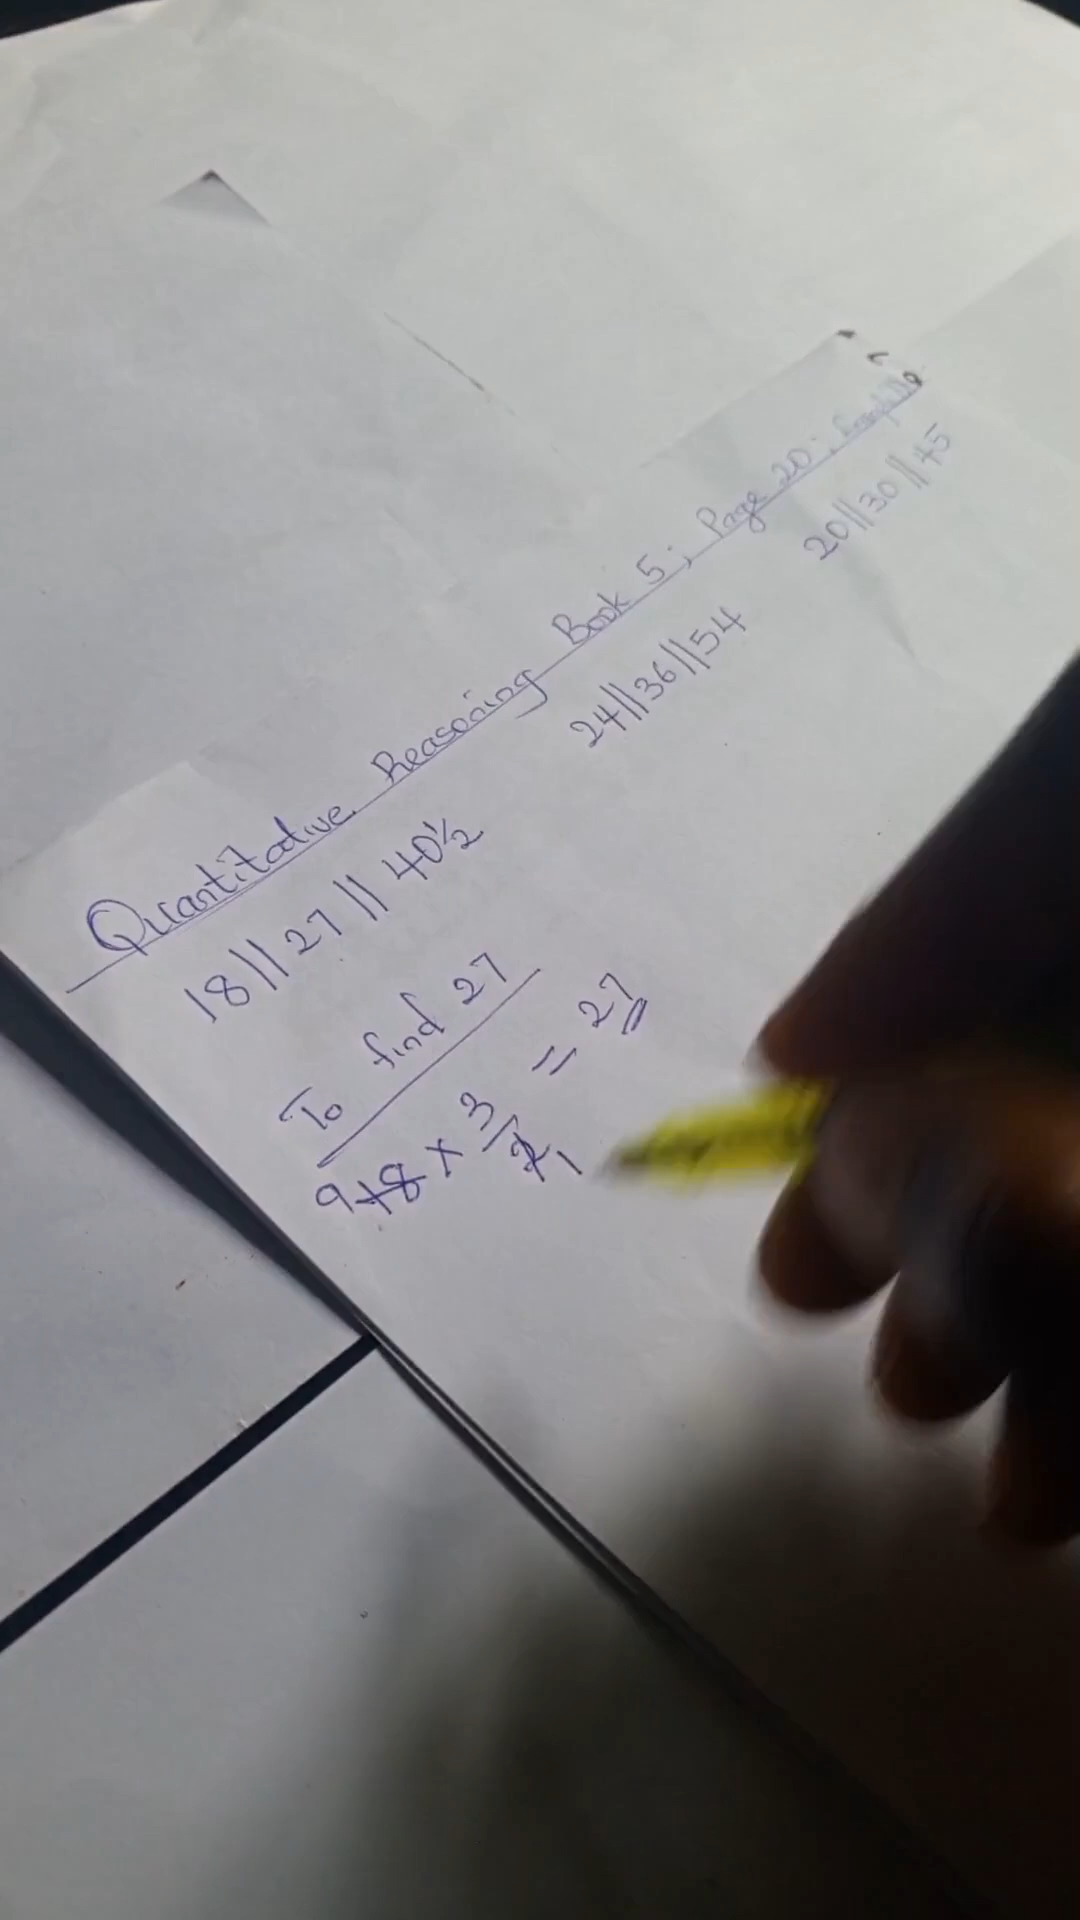 Quantitative Reasoning Book 5; Page 20:
18||27||40½ 24||36||54 20||30||45
To find 27
9 18 x 3/2 1 = 27